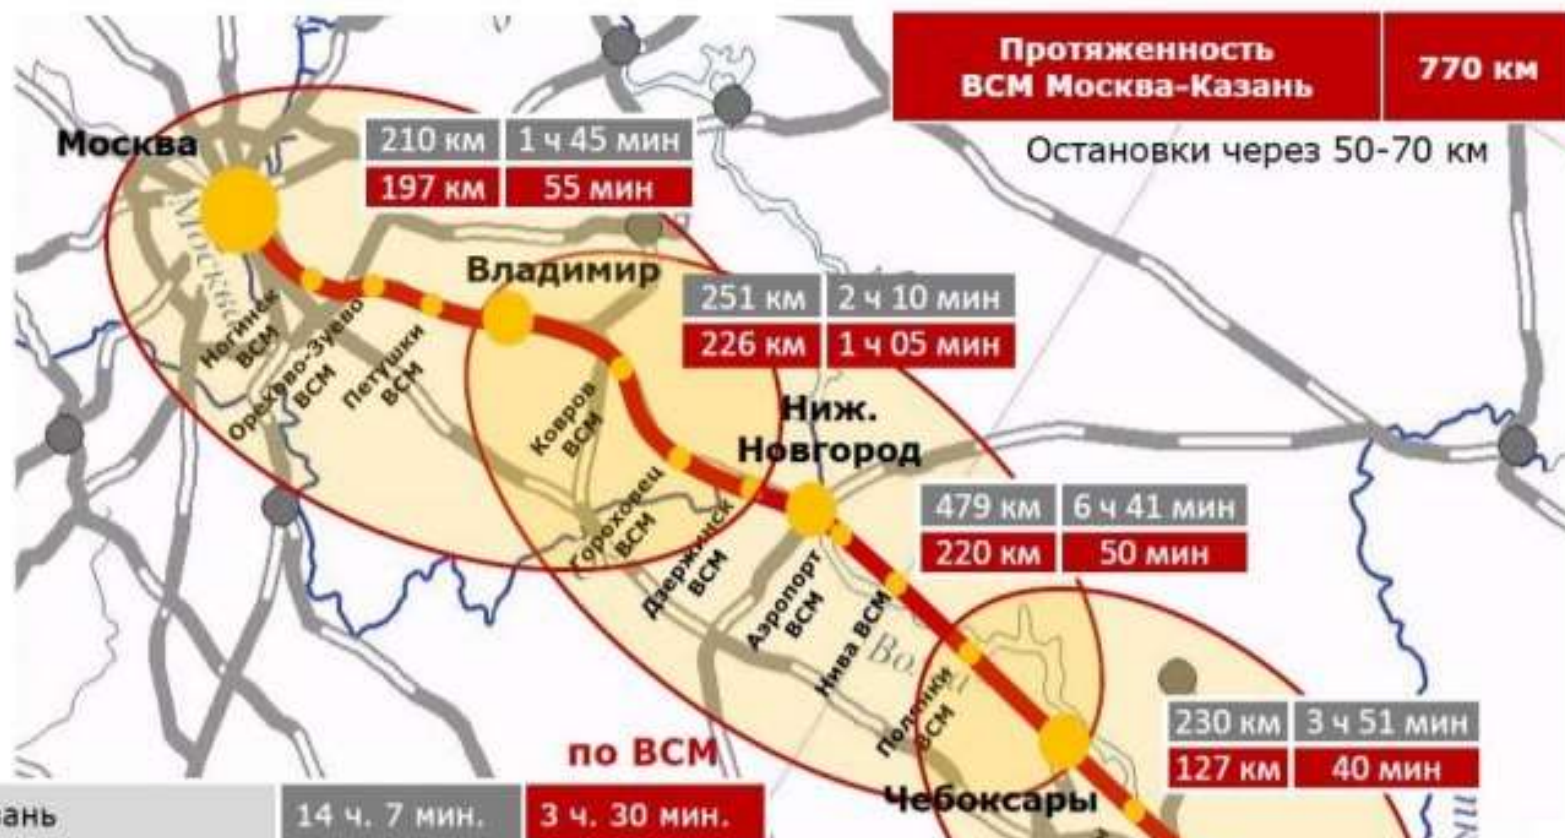 Протяженность
ВСМ Москва-Казань
770 км
Остановки через 50-70 км
Москва
210 км
1 ч 45 мин
197 км
55 мин
Москва
Владимир
251 км
2 ч 10 мин
226 км
1 ч 05 мин
Ногинск
ВСМ
Орехово-Зуево
ВСМ
Петушки
ВСМ
Ковров
ВСМ
Ниж.
Новгород
Гороховец
ВСМ
Дзержинск
ВСМ
479 км
6 ч 41 мин
220 км
50 мин
Аэропорт
ВСМ
Нива ВСМ
Во
Полянки
ВСМ
230 км
3 ч 51 мин
127 км
40 мин
по ВСМ
Чебоксары
14 ч. 7 мин.
3 ч. 30 мин.